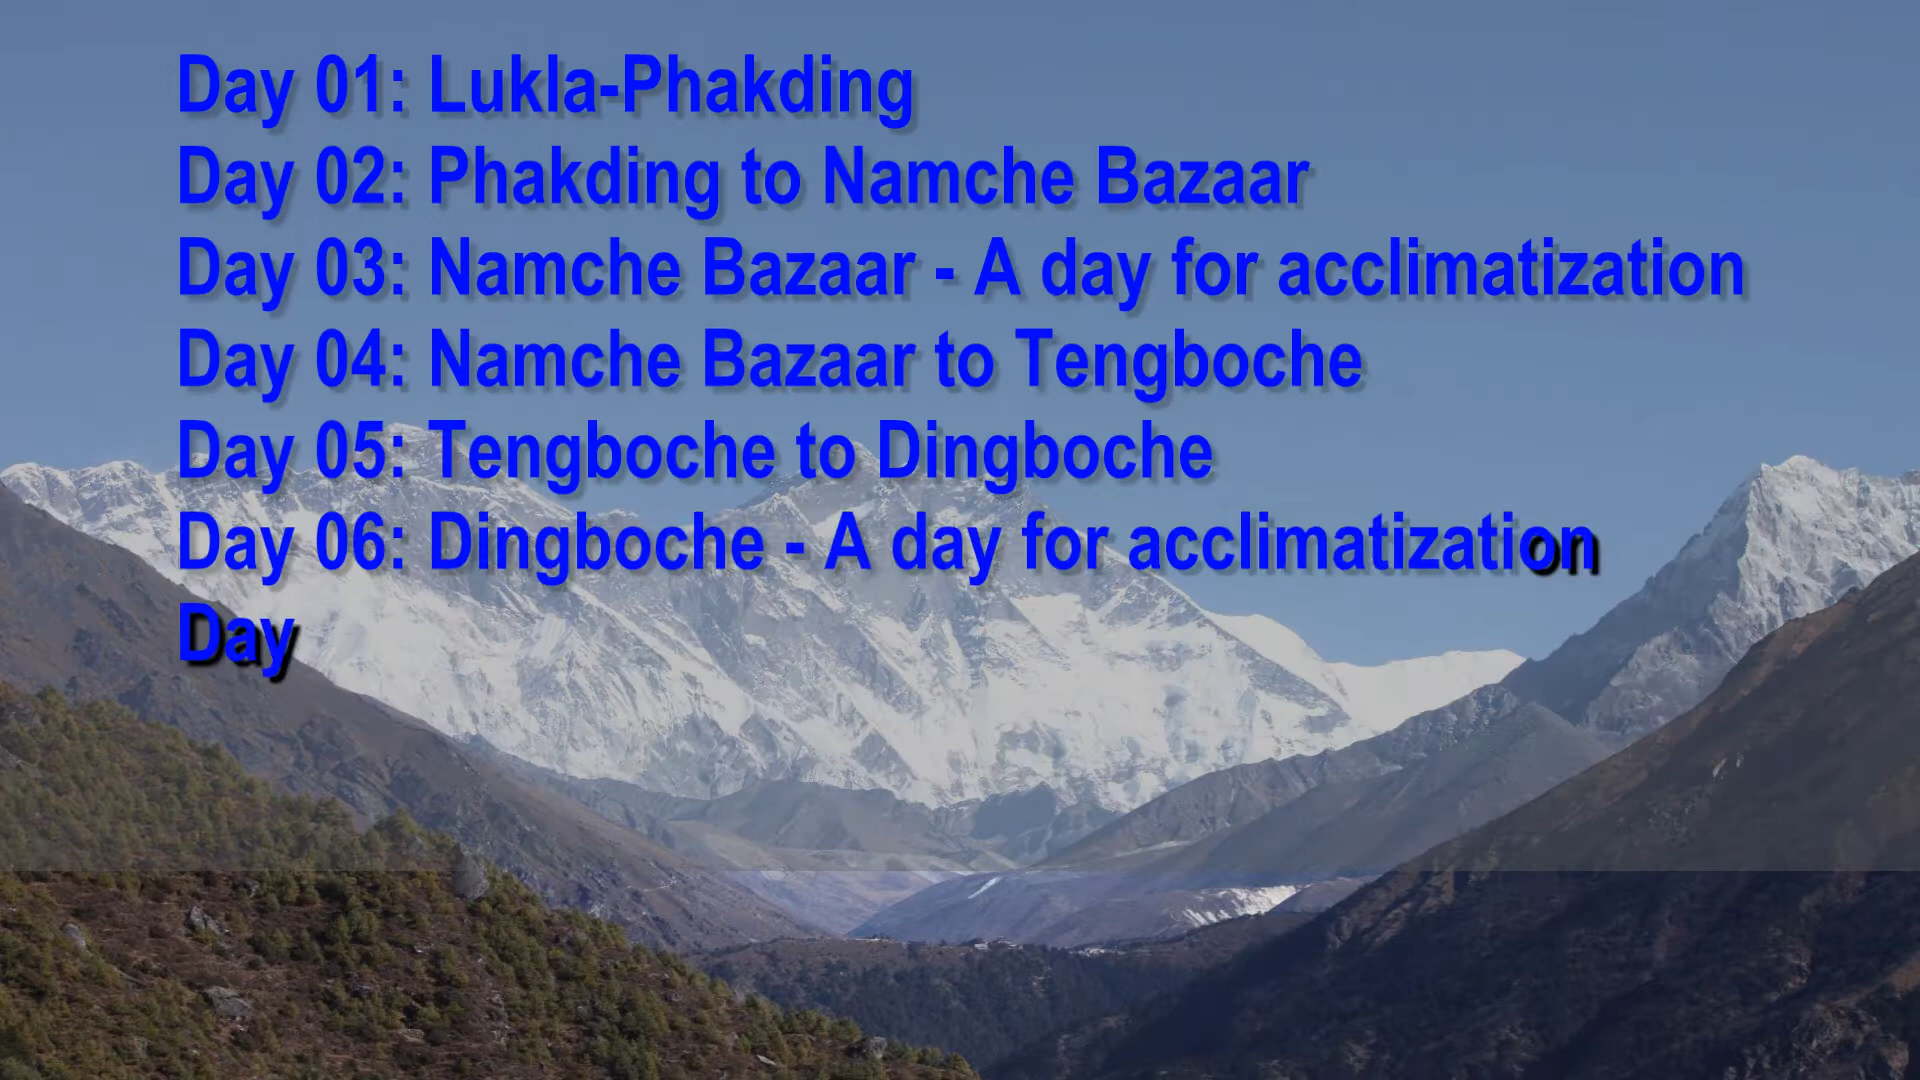 Day 01: Lukla-Phakding
Day 02: Phakding to Namche Bazaar
Day 03: Namche Bazaar - A day for acclimatization
Day 04: Namche Bazaar to Tengboche
Day 05: Tengboche to Dingboche
Day 06: Dingboche - A day for acclimatization
Day